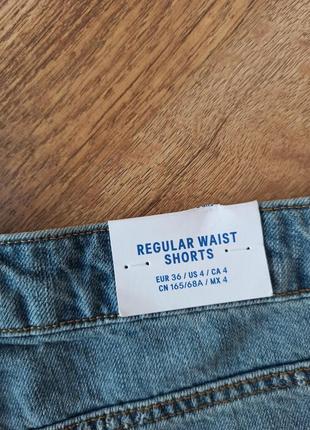 REGULAR WAIST
SHORTS
EUR 36 / US 4 / CA 4
CN 165/68A / MX 4